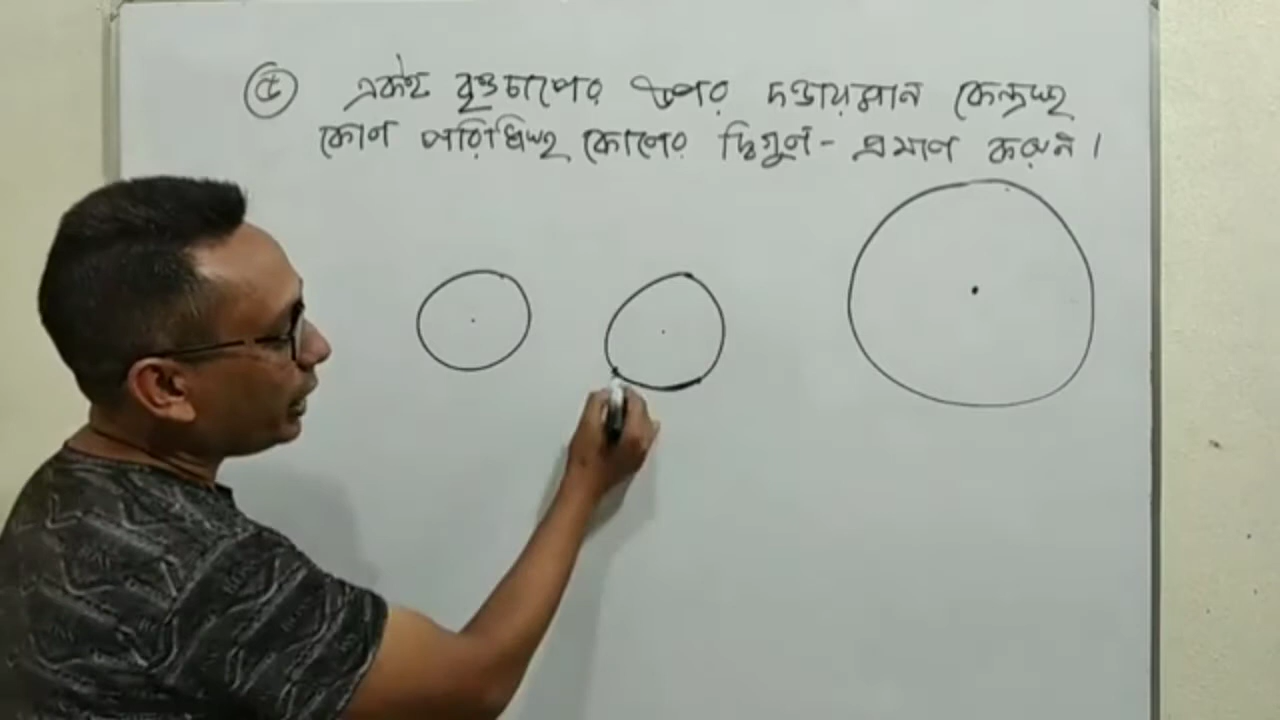 ৫ একই বৃত্তচাপের উপর দণ্ডায়মান কেন্দ্রস্থ
কোণ পরিধিস্থ কোণের দ্বিগুণ - প্রমাণ করুন।